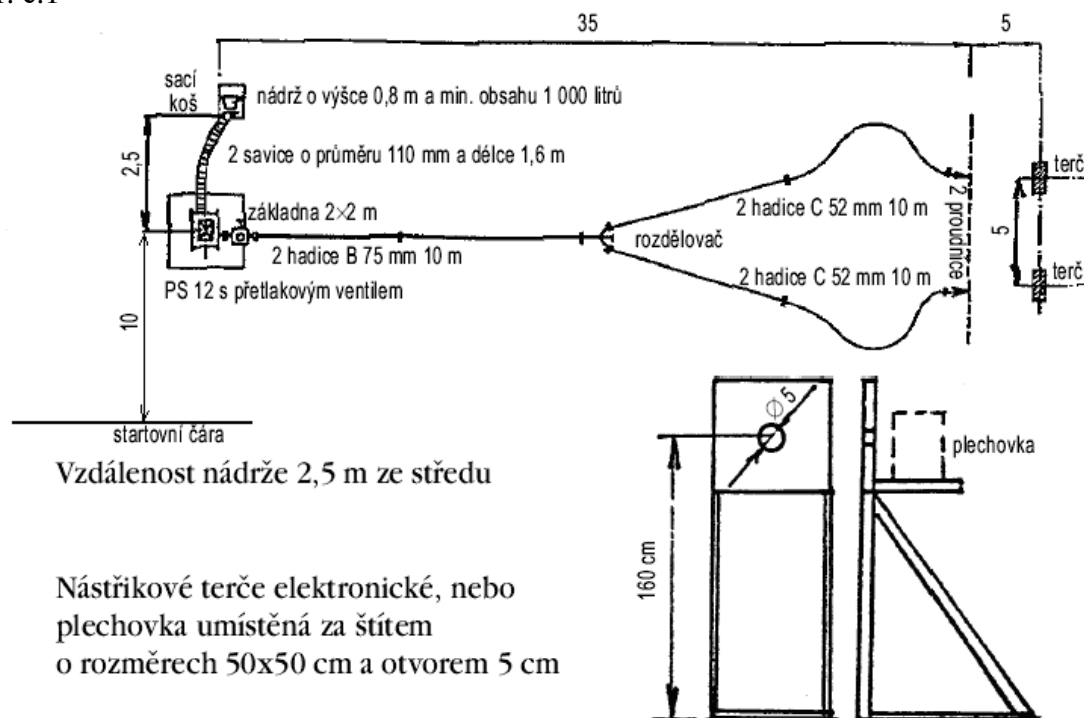 35
5
sací
koš
nádrž o výšce 0,8 m a min. obsahu 1 000 litrů
2,5
2 savice o průměru 110 mm a délce 1,6 m
terč
základna 2×2 m
2 hadice C 52 mm 10 m
2 proudnice
5
rozdělovač
2 hadice B 75 mm 10 m
2 hadice C 52 mm 10 m
terč
PS 12 s přetlakovým ventilem
10
startovní čára
Ø 5
plechovka
160 cm
Vzdálenost nádrže 2,5 m ze středu
Nástřikové terče elektronické, nebo
plechovka umístěná za štítem
o rozměrech 50x50 cm a otvorem 5 cm